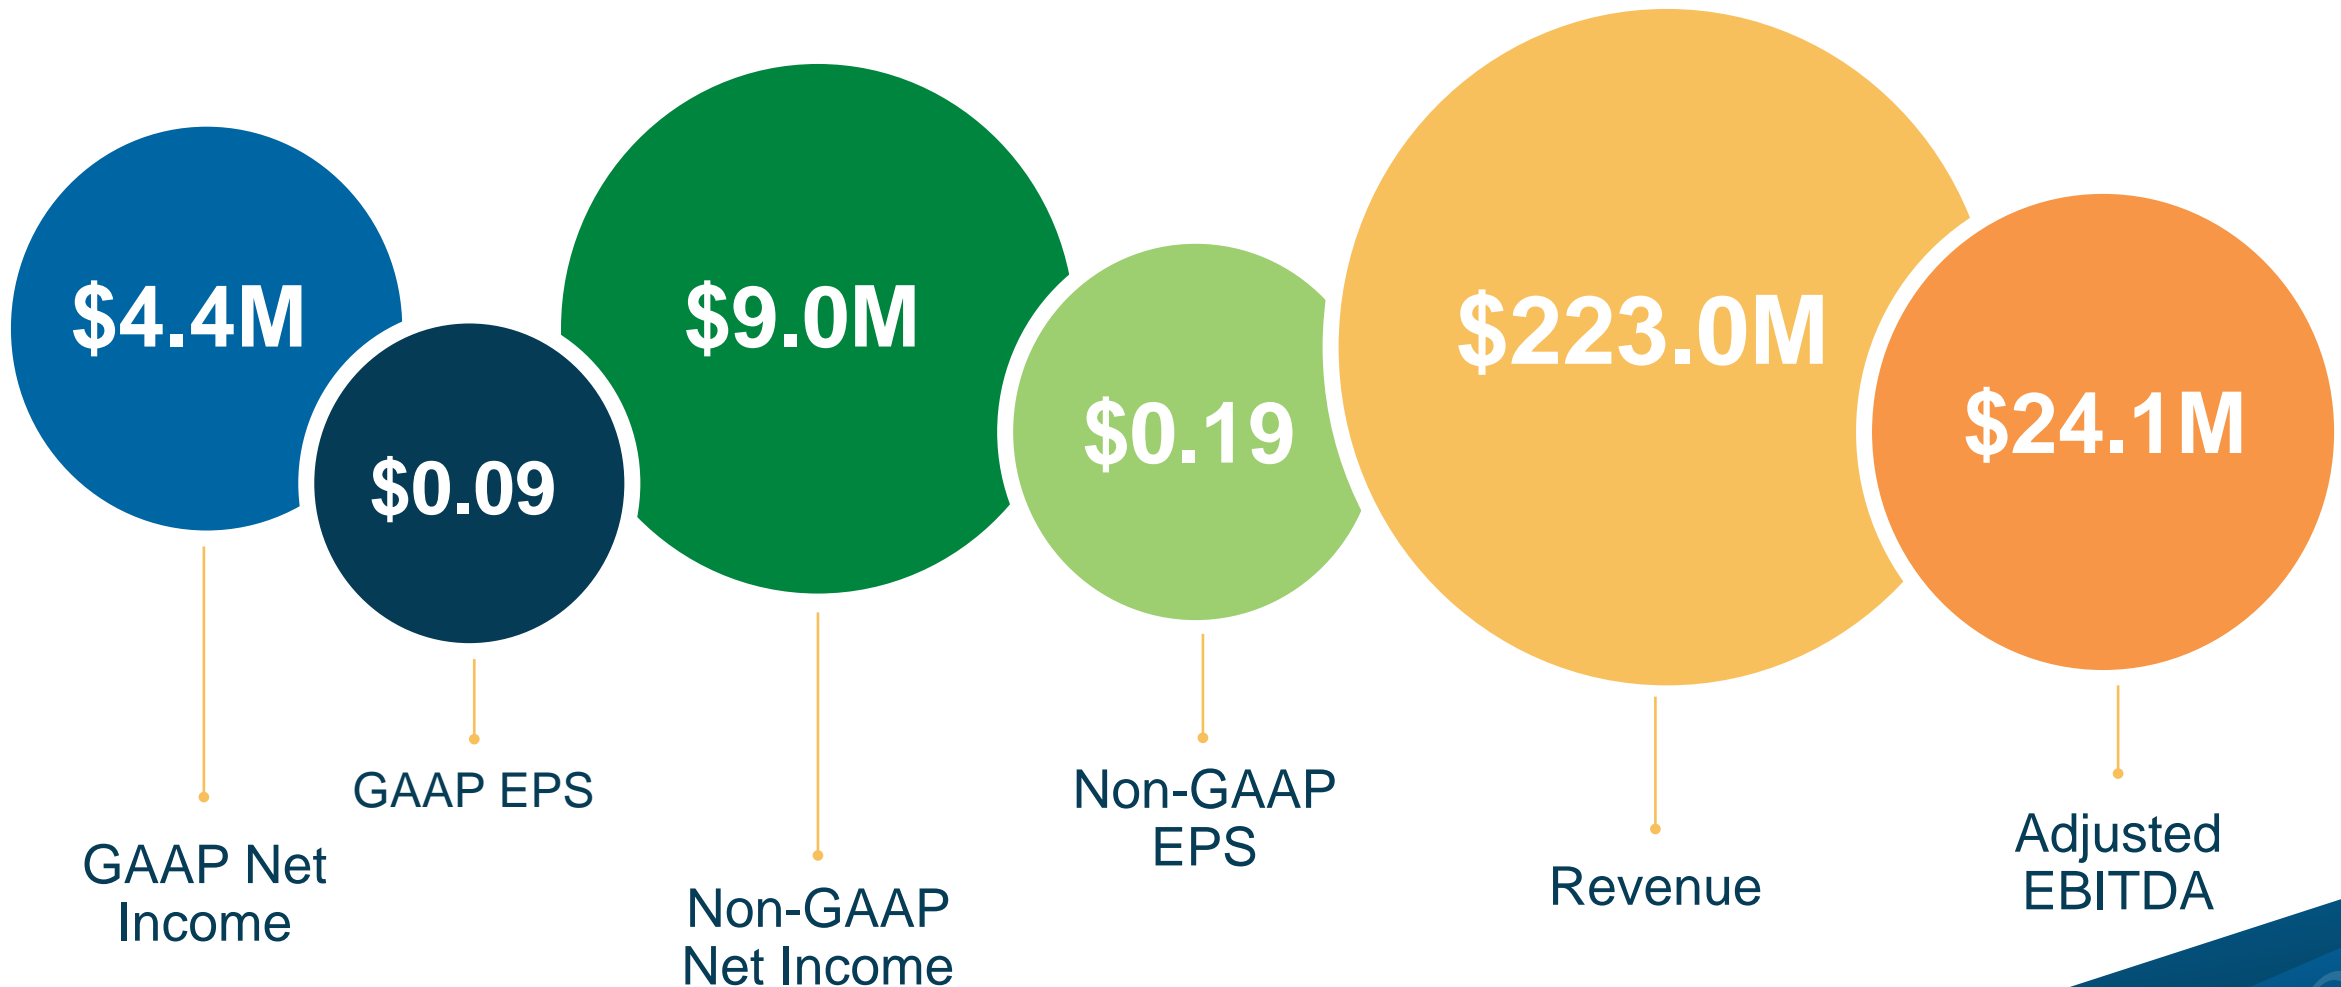 $4.4M
GAAP Net
Income
$0.09
GAAP EPS
$9.0M
Non-GAAP
Net Income
$0.19
Non-GAAP
EPS
$223.0M
Revenue
$24.1M
Adjusted
EBITDA